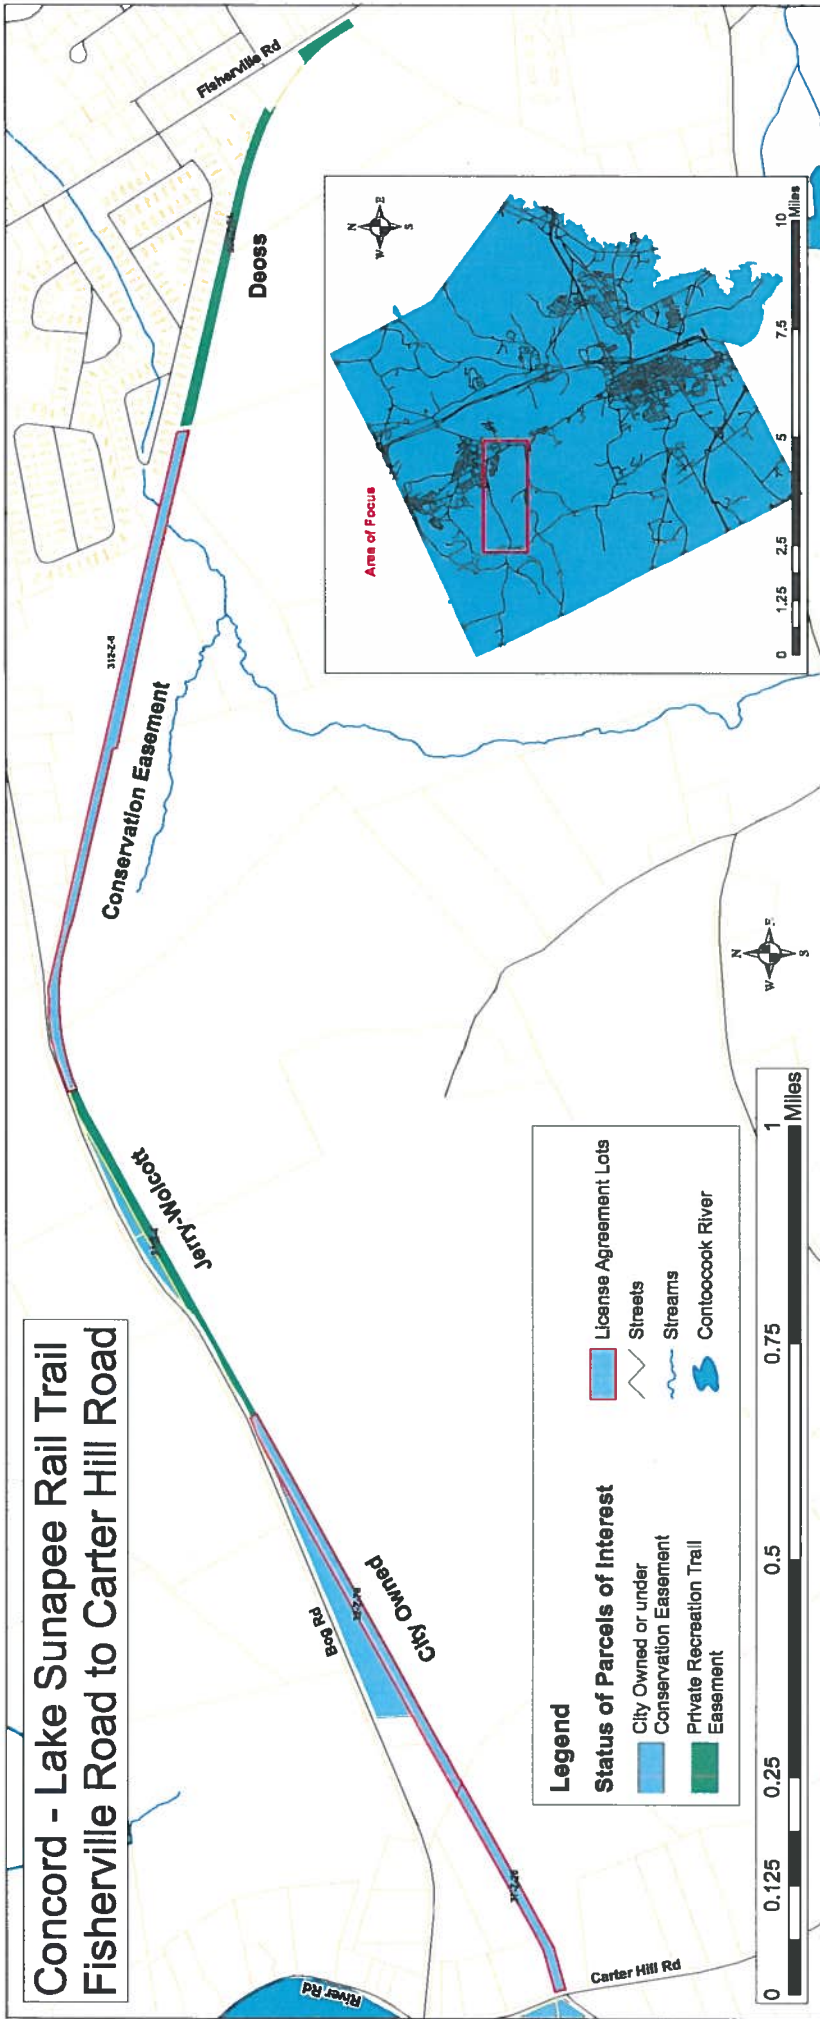 Concord - Lake Sunapee Rail Trail
Fisherville Road to Carter Hill Road
Fisherville Rd
Deoss
312-Z-6
Conservation Easement
Jerry-Wolcott
City Owned
Bog Rd
River Rd
Carter Hill Rd
Area of Focus
N
W E
S
0 1.25 2.5 5 7.5 10
Miles
N
W E
S
Legend
Status of Parcels of Interest
City Owned or under
Conservation Easement
Private Recreation Trail
Easement
License Agreement Lots
Streets
Streams
Contoocook River
0 0.125 0.25 0.5 0.75 1
Miles